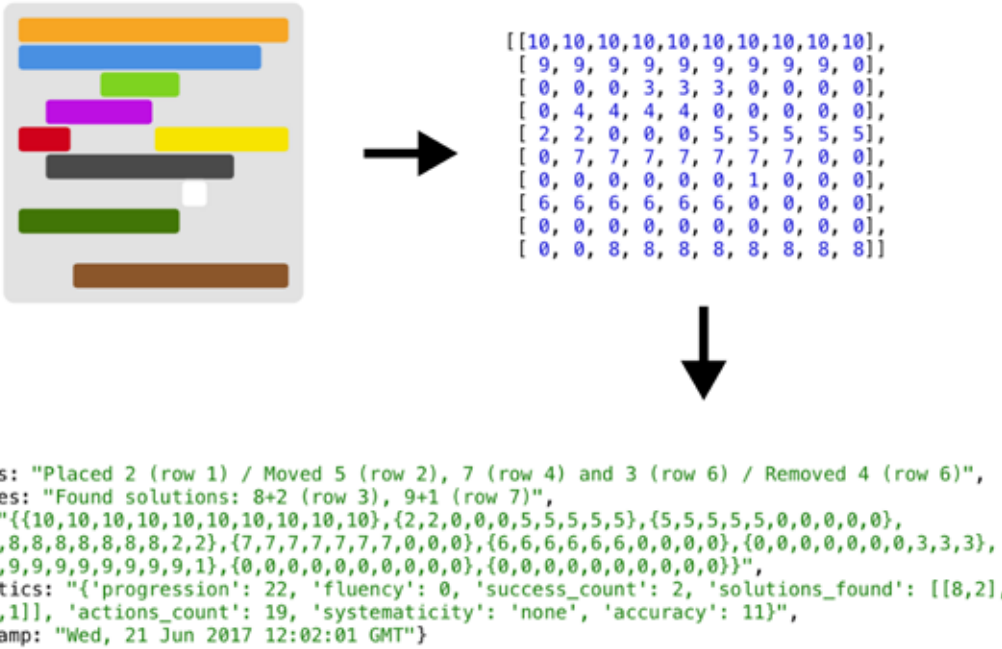 [[10,10,10,10,10,10,10,10,10,10],
[ 9, 9, 9, 9, 9, 9, 9, 9, 9, 0],
[ 0, 0, 0, 3, 3, 3, 0, 0, 0, 0],
[ 0, 4, 4, 4, 4, 0, 0, 0, 0, 0],
[ 2, 2, 0, 0, 0, 5, 5, 5, 5, 5],
[ 0, 7, 7, 7, 7, 7, 7, 7, 0, 0],
[ 0, 0, 0, 0, 0, 0, 1, 0, 0, 0],
[ 6, 6, 6, 6, 6, 6, 0, 0, 0, 0],
[ 0, 0, 0, 0, 0, 0, 0, 0, 0, 0],
[ 0, 0, 8, 8, 8, 8, 8, 8, 8, 8]]
s: "Placed 2 (row 1) / Moved 5 (row 2), 7 (row 4) and 3 (row 6) / Removed 4 (row 6)",
es: "Found solutions: 8+2 (row 3), 9+1 (row 7)",
"{{10,10,10,10,10,10,10,10,10,10},{2,2,0,0,0,5,5,5,5,5},{5,5,5,5,5,0,0,0,0,0},
,8,8,8,8,8,8,8,2,2},{7,7,7,7,7,7,7,0,0,0},{6,6,6,6,6,6,0,0,0,0},{0,0,0,0,0,0,0,3,3,3},
,9,9,9,9,9,9,9,9,1},{0,0,0,0,0,0,0,0,0,0},{0,0,0,0,0,0,0,0,0,0}}",
tics: "{'progression': 22, 'fluency': 0, 'success_count': 2, 'solutions_found': [[8,2],
,1]], 'actions_count': 19, 'systematicity': 'none', 'accuracy': 11}",
amp: "Wed, 21 Jun 2017 12:02:01 GMT"}